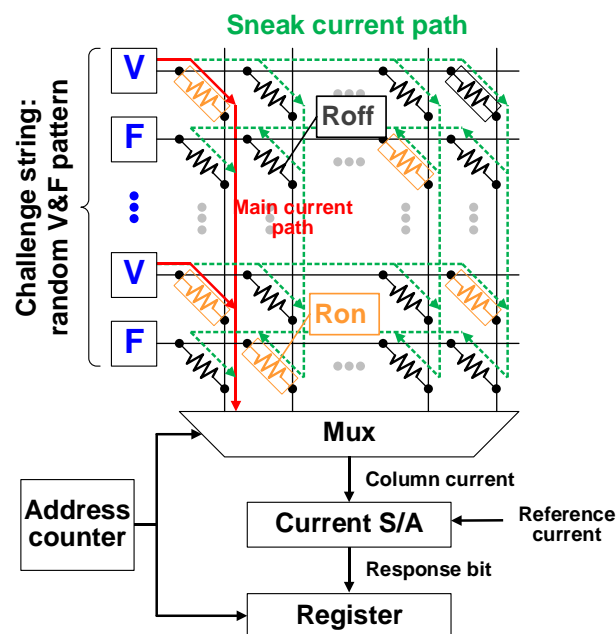 Sneak current path
Challenge string:
random V&F pattern
V
F
V
F
Roff
Main current
path
Ron
Mux
Column current
Address
counter
Current S/A
Reference
current
Response bit
Register